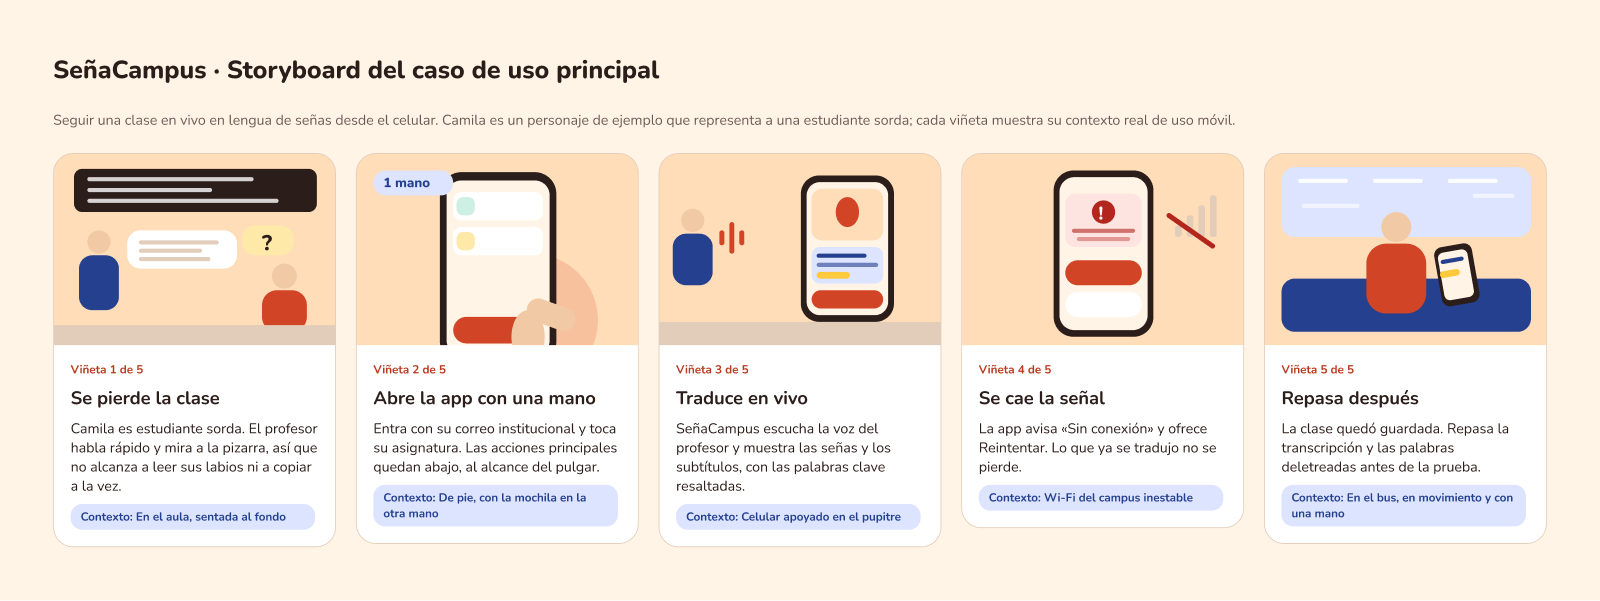 SeñaCampus · Storyboard del caso de uso principal
Seguir una clase en vivo en lengua de señas desde el celular. Camila es un personaje de ejemplo que representa a una estudiante sorda; cada viñeta muestra su contexto real de uso móvil.
?
Viñeta 1 de 5
Se pierde la clase
Camila es estudiante sorda. El profesor
habla rápido y mira a la pizarra, así que
no alcanza a leer sus labios ni a copiar
a la vez.
Contexto: En el aula, sentada al fondo
1 mano
Viñeta 2 de 5
Abre la app con una mano
Entra con su correo institucional y toca
su asignatura. Las acciones principales
quedan abajo, al alcance del pulgar.
Contexto: De pie, con la mochila en la
otra mano
Viñeta 3 de 5
Traduce en vivo
SeñaCampus escucha la voz del
profesor y muestra las señas y los
subtítulos, con las palabras clave
resaltadas.
Contexto: Celular apoyado en el pupitre
!
Viñeta 4 de 5
Se cae la señal
La app avisa «Sin conexión» y ofrece
Reintentar. Lo que ya se tradujo no se
pierde.
Contexto: Wi-Fi del campus inestable
Viñeta 5 de 5
Repasa después
La clase quedó guardada. Repasa la
transcripción y las palabras
deletreadas antes de la prueba.
Contexto: En el bus, en movimiento y con
una mano